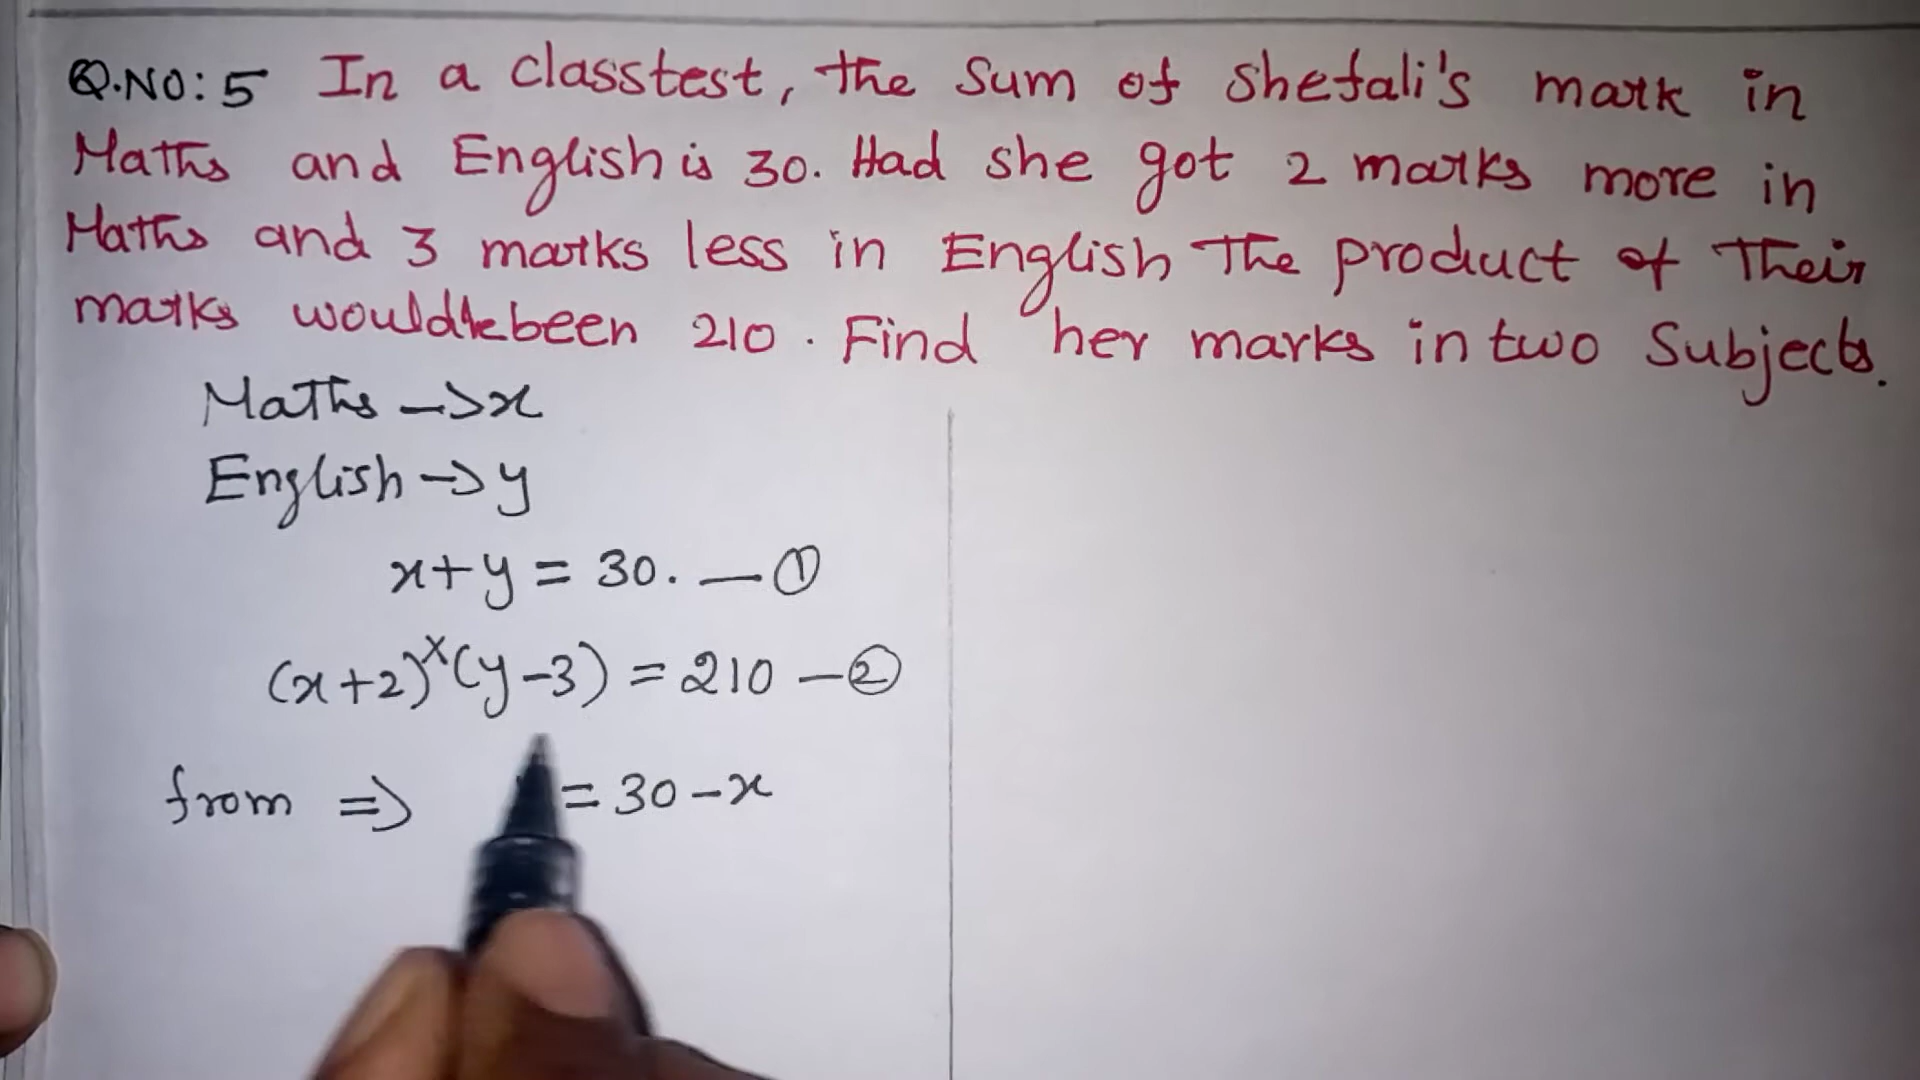 Q.NO: 5 In a classtest, the Sum of Shefali's mark in
Maths and English is 30. Had she got 2 marks more in
Maths and 3 marks less in English The product of Their
marks would been 210. Find her marks in two Subjects.
Maths -> x
English -> y
x+y = 30. — ①
(x+2)×(y-3) = 210 — ②
from => = 30-x